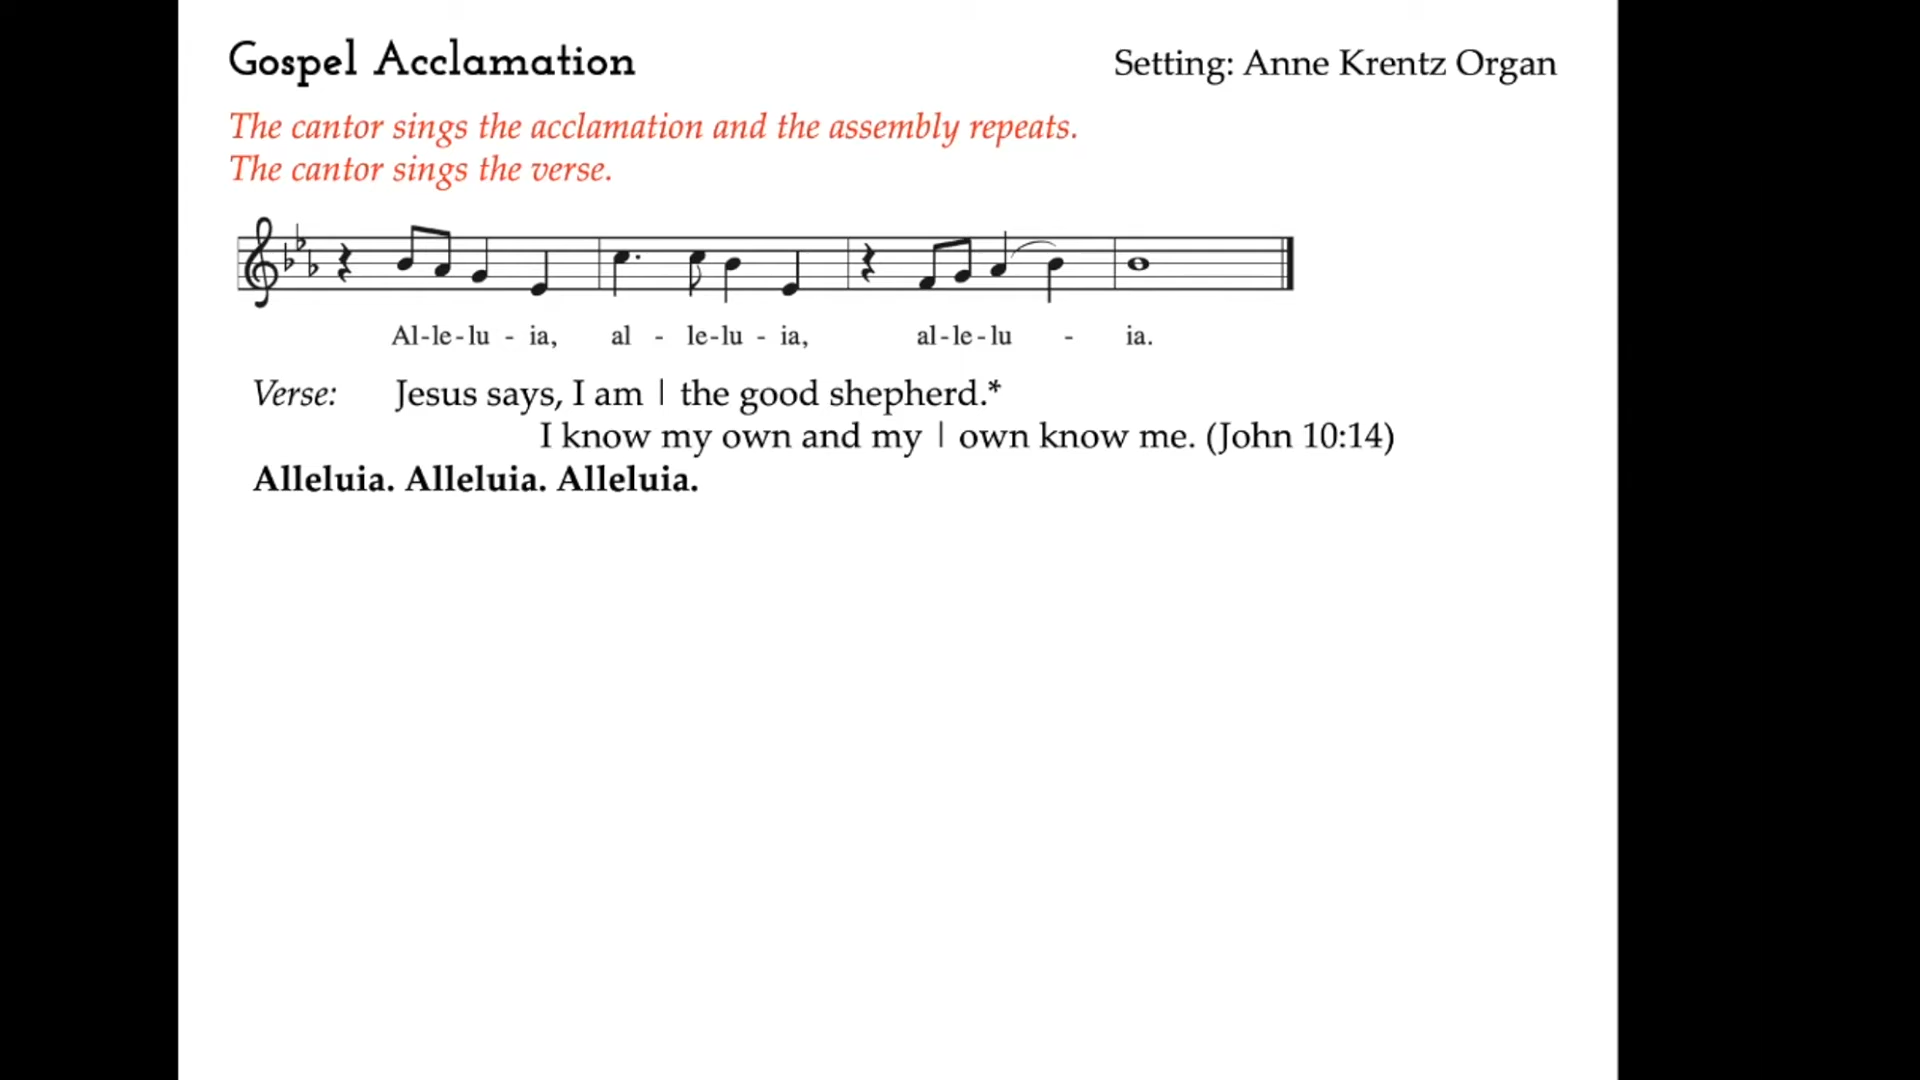 Gospel Acclamation Setting: Anne Krentz Organ
The cantor sings the acclamation and the assembly repeats.
The cantor sings the verse.
Al-le-lu - ia, al - le-lu - ia, al-le-lu - ia.
Verse: Jesus says, I am | the good shepherd.*
I know my own and my | own know me. (John 10:14)
Alleluia. Alleluia. Alleluia.